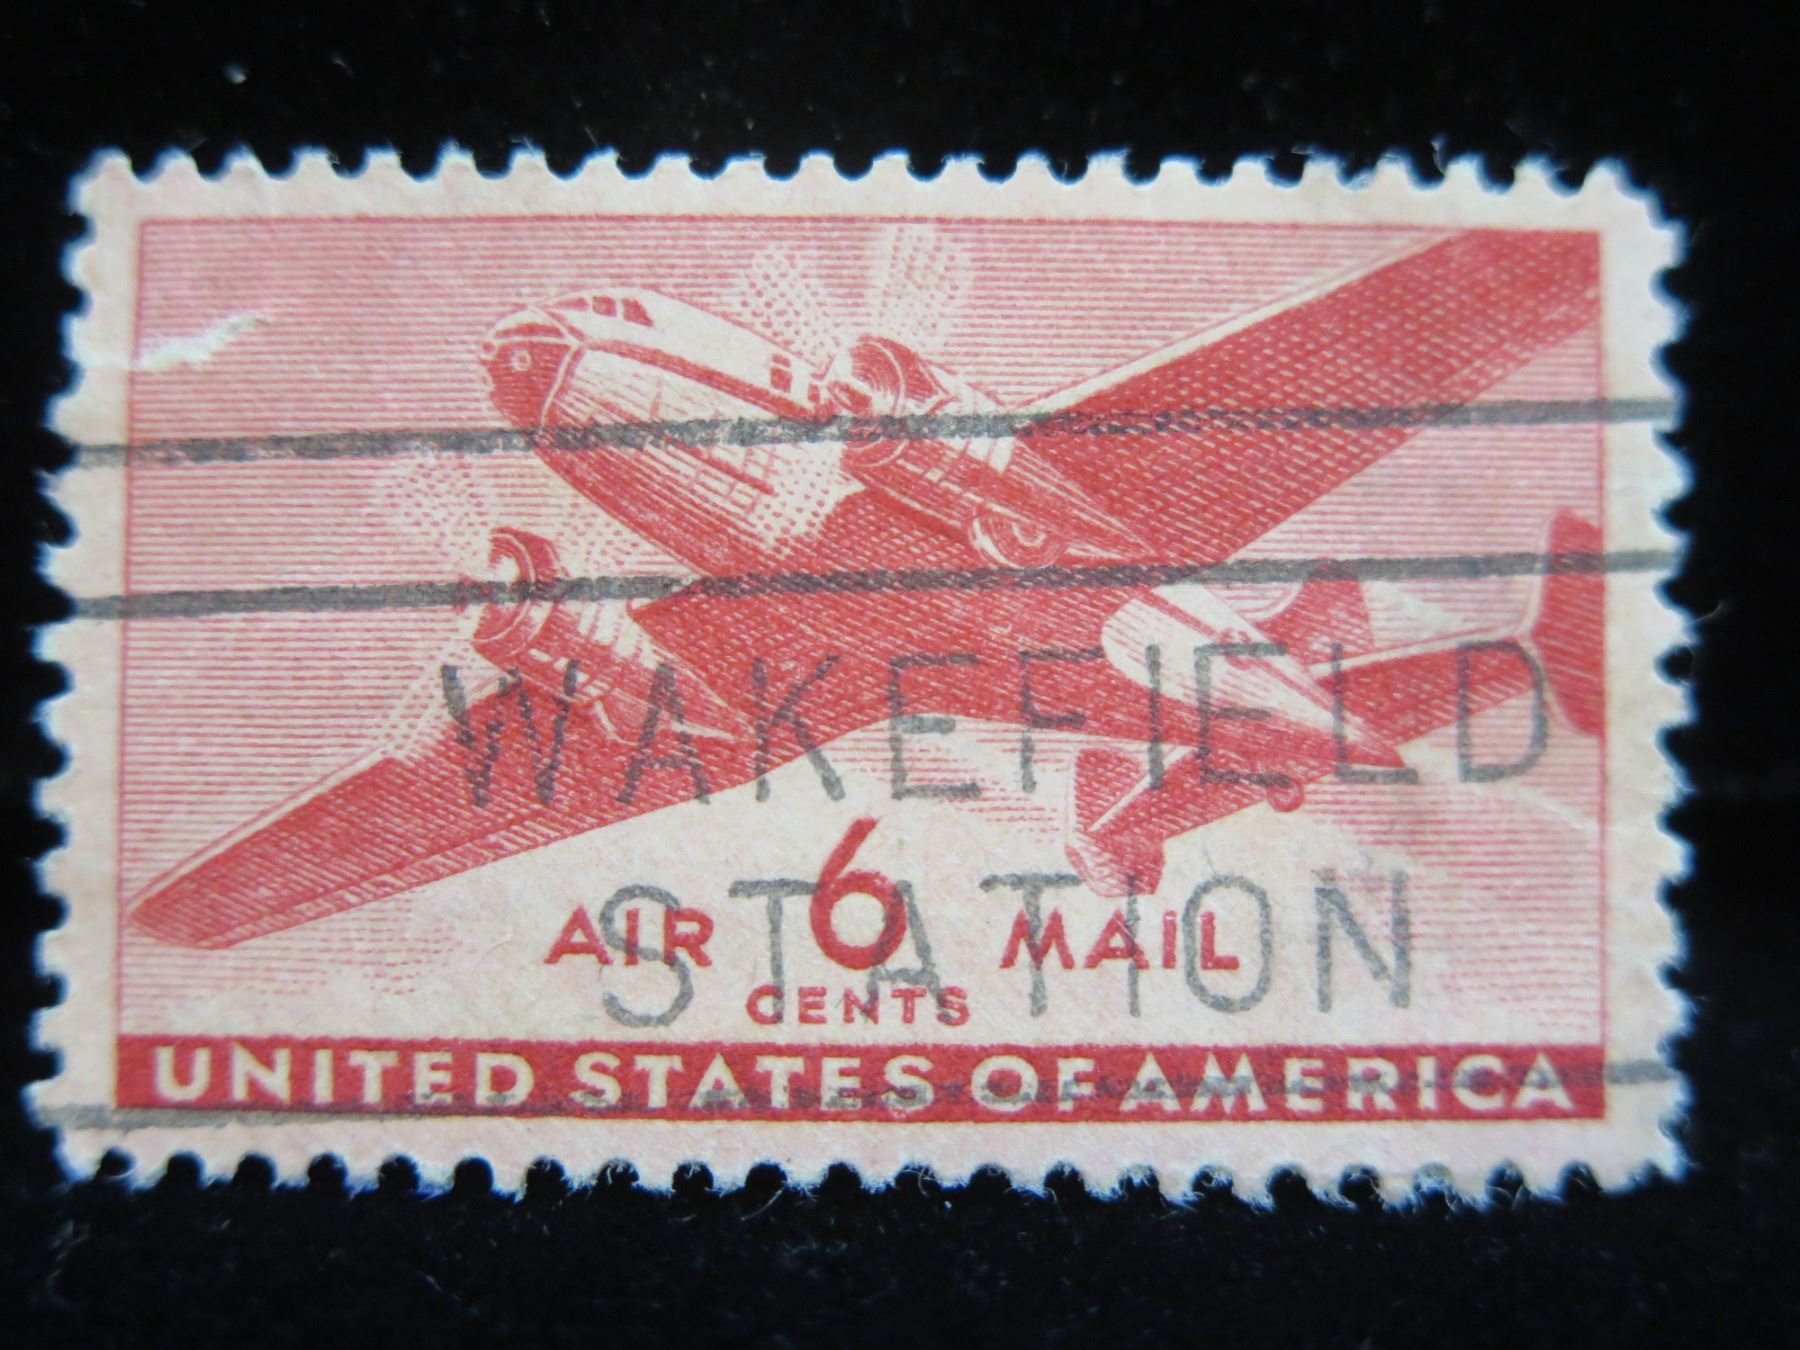 WAKEFIELD
6
AIR MAIL
STATION
CENTS
UNITED STATES OF AMERICA